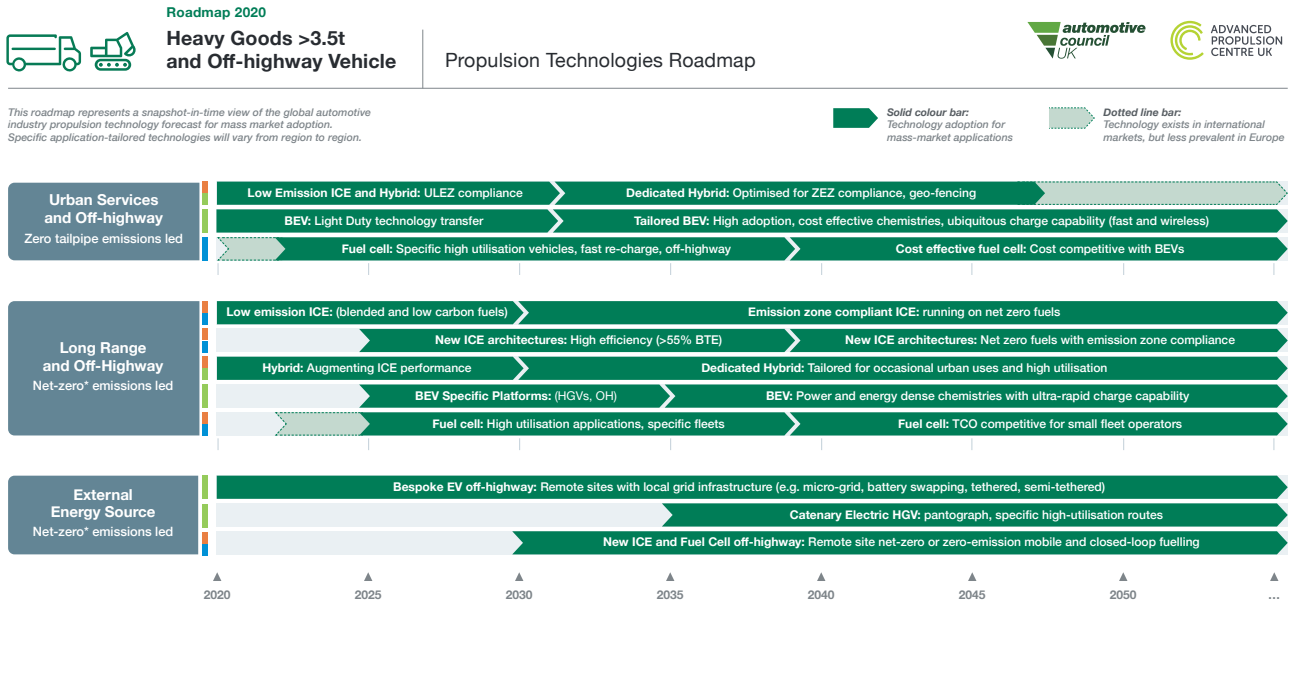 Roadmap 2020
Heavy Goods >3.5t
and Off-highway Vehicle
Propulsion Technologies Roadmap
automotive
council
UK
ADVANCED
PROPULSION
CENTRE UK
This roadmap represents a snapshot-in-time view of the global automotive
industry propulsion technology forecast for mass market adoption.
Specific application-tailored technologies will vary from region to region.
Solid colour bar:
Technology adoption for
mass-market applications
Dotted line bar:
Technology exists in international
markets, but less prevalent in Europe
Urban Services
and Off-highway
Zero tailpipe emissions led
Low Emission ICE and Hybrid: ULEZ compliance
Dedicated Hybrid: Optimised for ZEZ compliance, geo-fencing
BEV: Light Duty technology transfer
Tailored BEV: High adoption, cost effective chemistries, ubiquitous charge capability (fast and wireless)
Fuel cell: Specific high utilisation vehicles, fast re-charge, off-highway
Cost effective fuel cell: Cost competitive with BEVs
Long Range
and Off-Highway
Net-zero* emissions led
Low emission ICE: (blended and low carbon fuels)
Emission zone compliant ICE: running on net zero fuels
New ICE architectures: High efficiency (>55% BTE)
New ICE architectures: Net zero fuels with emission zone compliance
Hybrid: Augmenting ICE performance
Dedicated Hybrid: Tailored for occasional urban uses and high utilisation
BEV Specific Platforms: (HGVs, OH)
BEV: Power and energy dense chemistries with ultra-rapid charge capability
Fuel cell: High utilisation applications, specific fleets
Fuel cell: TCO competitive for small fleet operators
External
Energy Source
Net-zero* emissions led
Bespoke EV off-highway: Remote sites with local grid infrastructure (e.g. micro-grid, battery swapping, tethered, semi-tethered)
Catenary Electric HGV: pantograph, specific high-utilisation routes
New ICE and Fuel Cell off-highway: Remote site net-zero or zero-emission mobile and closed-loop fuelling
2020
2025
2030
2035
2040
2045
2050
...